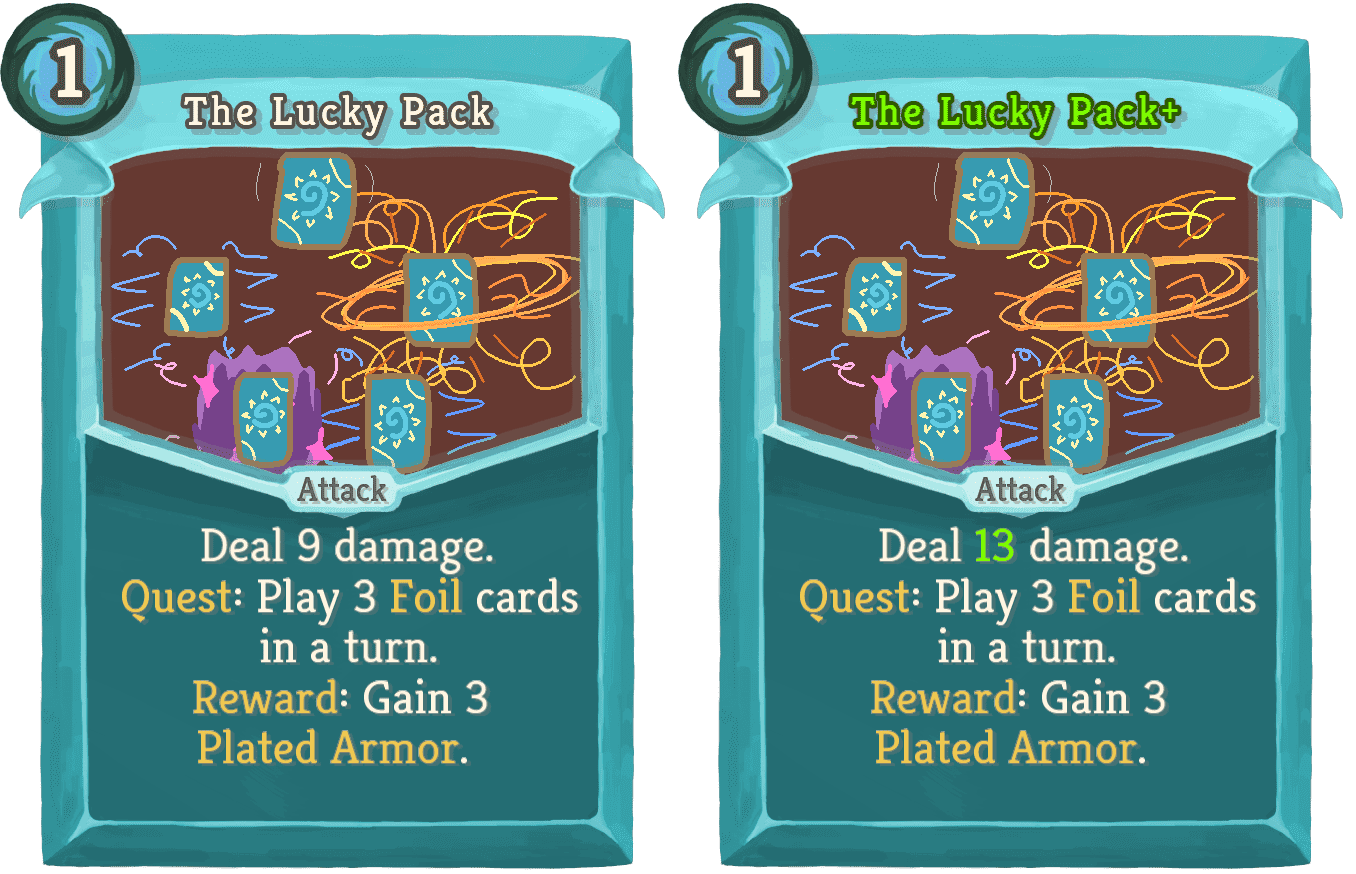 1
The Lucky Pack
Attack
Deal 9 damage.
Quest: Play 3 Foil cards
in a turn.
Reward: Gain 3
Plated Armor.
1
The Lucky Pack+
Attack
Deal 13 damage.
Quest: Play 3 Foil cards
in a turn.
Reward: Gain 3
Plated Armor.